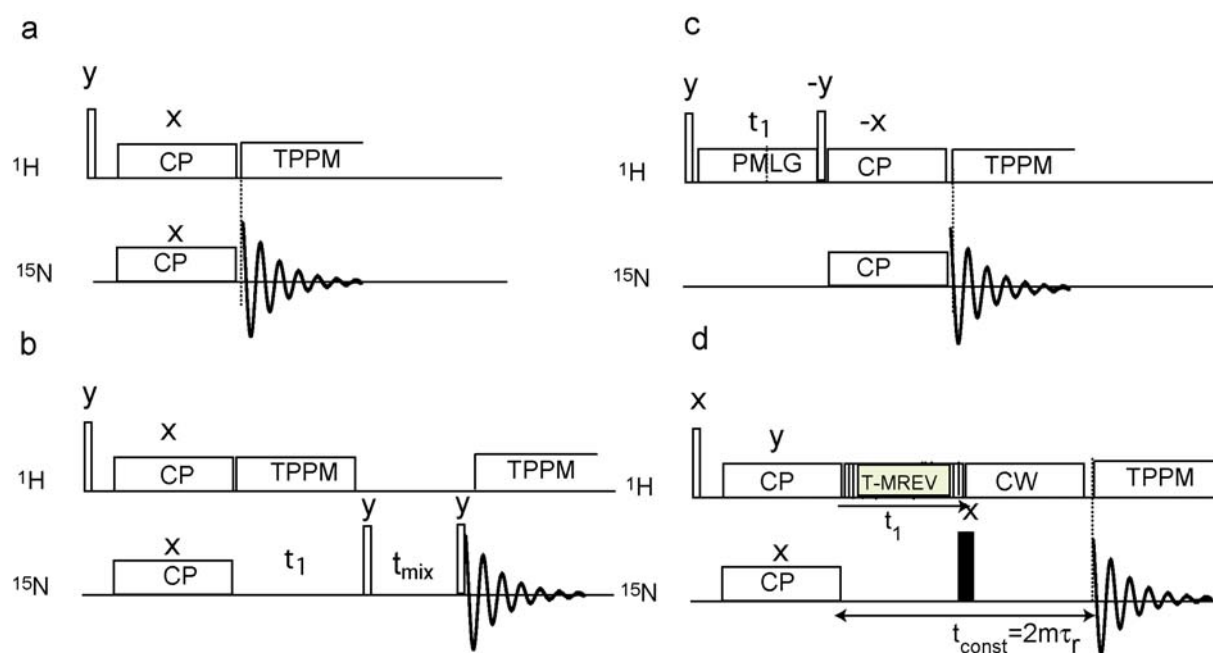 a
y
x
CP
TPPM
¹H
x
CP
¹⁵N
b
y
x
CP
TPPM
TPPM
¹H
y
y
x
CP
t₁
tmix
¹⁵N
c
y
-y
t₁
-x
PMLG
CP
TPPM
¹H
CP
¹⁵N
d
x
y
CP
T-MREV
CW
TPPM
¹H
t₁
x
x
CP
¹⁵N
tconst=2mτr